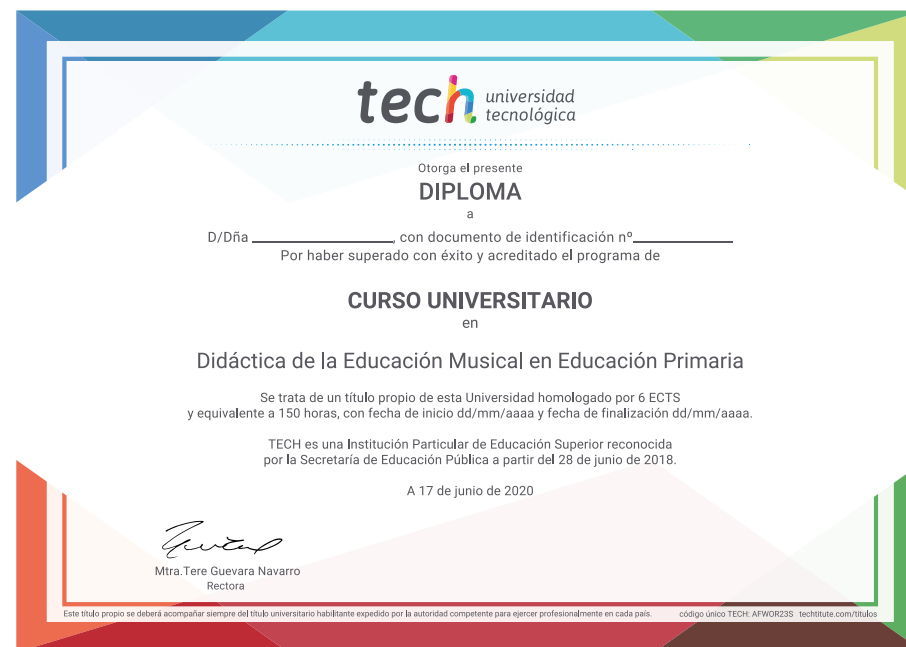 tech universidad
tecnológica
Otorga el presente
DIPLOMA
a
D/Dña ____________________, con documento de identificación nº______________
Por haber superado con éxito y acreditado el programa de
CURSO UNIVERSITARIO
en
Didáctica de la Educación Musical en Educación Primaria
Se trata de un título propio de esta Universidad homologado por 6 ECTS
y equivalente a 150 horas, con fecha de inicio dd/mm/aaaa y fecha de finalización dd/mm/aaaa.
TECH es una Institución Particular de Educación Superior reconocida
por la Secretaría de Educación Pública a partir del 28 de junio de 2018.
A 17 de junio de 2020
Mtra.Tere Guevara Navarro
Rectora
Este título propio se deberá acompañar siempre del título universitario habilitante expedido por la autoridad competente para ejercer profesionalmente en cada país. código único TECH: AFWOR23S techtitute.com/titulos